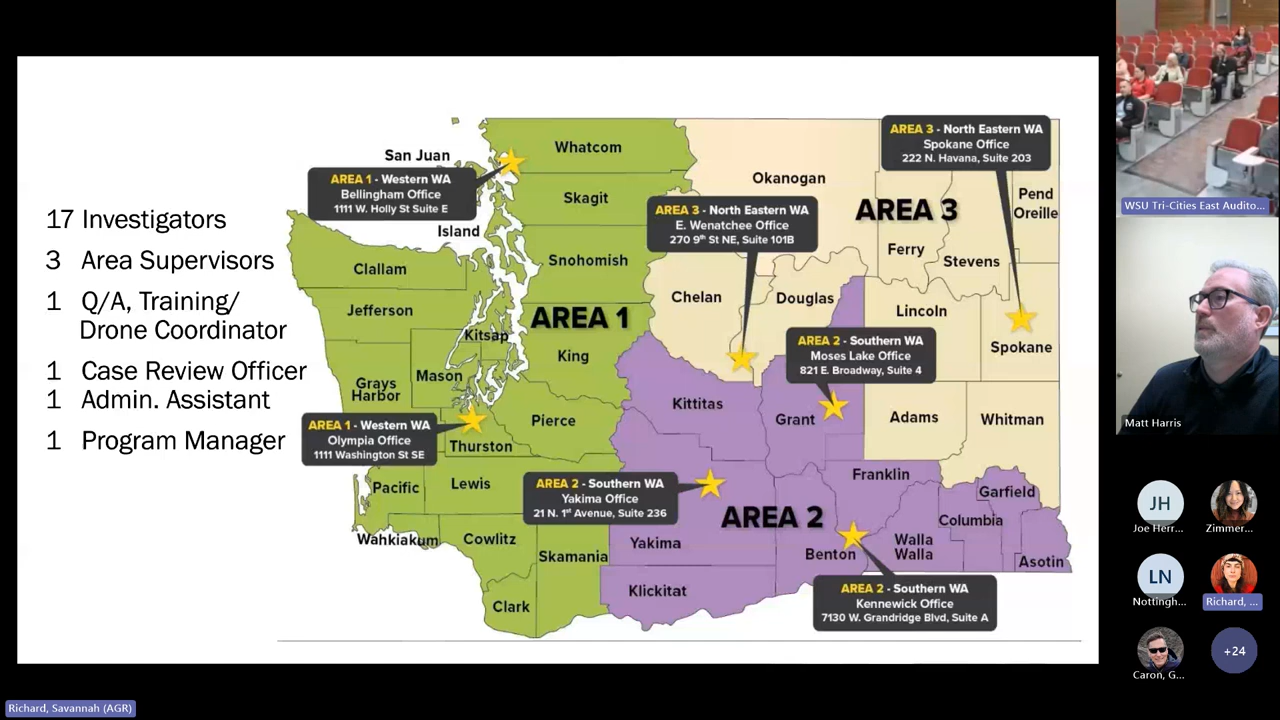 17 Investigators
3 Area Supervisors
1 Q/A, Training/
Drone Coordinator
1 Case Review Officer
1 Admin. Assistant
1 Program Manager
San Juan
Island
AREA 1 - Western WA
Bellingham Office
1111 W. Holly St Suite E
Whatcom
Skagit
Snohomish
Clallam
Jefferson
AREA 1
Kitsap
King
Mason
Grays
Harbor
Pierce
AREA 1 - Western WA
Olympia Office
1111 Washington St SE
Thurston
Pacific
Lewis
Wahkiakum
Cowlitz
Skamania
Clark
Okanogan
AREA 3
AREA 3 - North Eastern WA
Spokane Office
222 N. Havana, Suite 203
Pend
Oreille
AREA 3 - North Eastern WA
E. Wenatchee Office
270 9th St NE, Suite 101B
Ferry
Stevens
Chelan
Douglas
Lincoln
Spokane
AREA 2 - Southern WA
Moses Lake Office
821 E. Broadway, Suite 4
Kittitas
Grant
Adams
Whitman
AREA 2 - Southern WA
Yakima Office
21 N. 1st Avenue, Suite 236
AREA 2
Franklin
Garfield
Columbia
Walla
Walla
Asotin
Yakima
Benton
Klickitat
AREA 2 - Southern WA
Kennewick Office
7130 W. Grandridge Blvd, Suite A
WSU Tri-Cities East Audito...
Matt Harris
JH
Joe Herr...
Zimmer...
LN
Nottingh...
Richard, ...
Caron, G...
+24
Richard, Savannah (AGR)